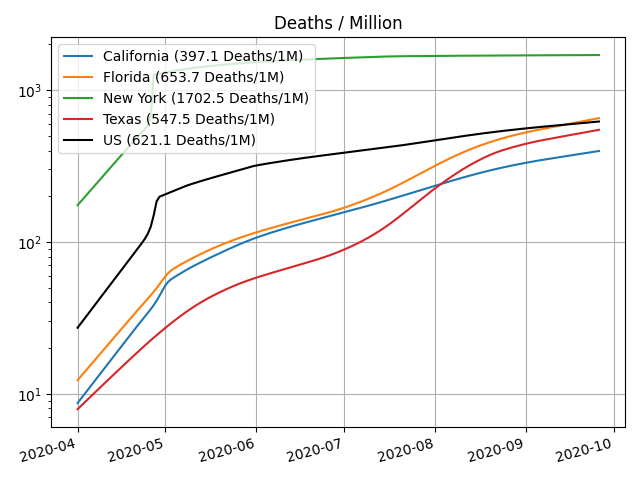 Deaths / Million
California (397.1 Deaths/1M)
Florida (653.7 Deaths/1M)
New York (1702.5 Deaths/1M)
Texas (547.5 Deaths/1M)
US (621.1 Deaths/1M)
10³
10²
10¹
2020-04
2020-05
2020-06
2020-07
2020-08
2020-09
2020-10